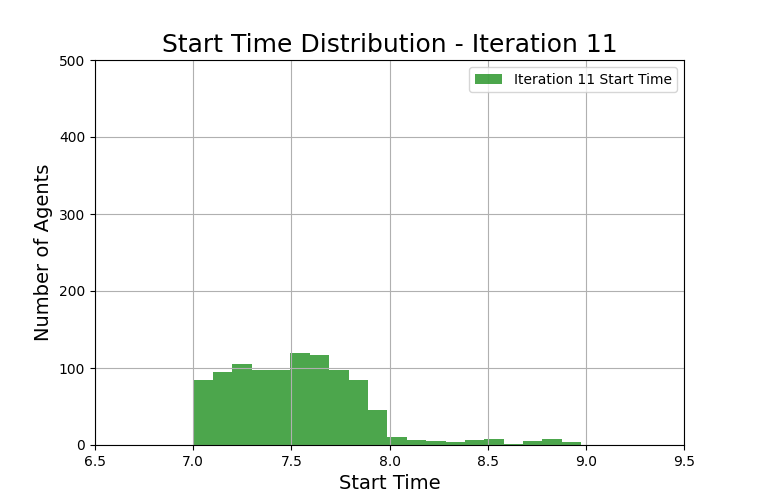 Start Time Distribution - Iteration 11
Iteration 11 Start Time
Number of Agents
500
400
300
200
100
0
6.5 7.0 7.5 8.0 8.5 9.0 9.5
Start Time